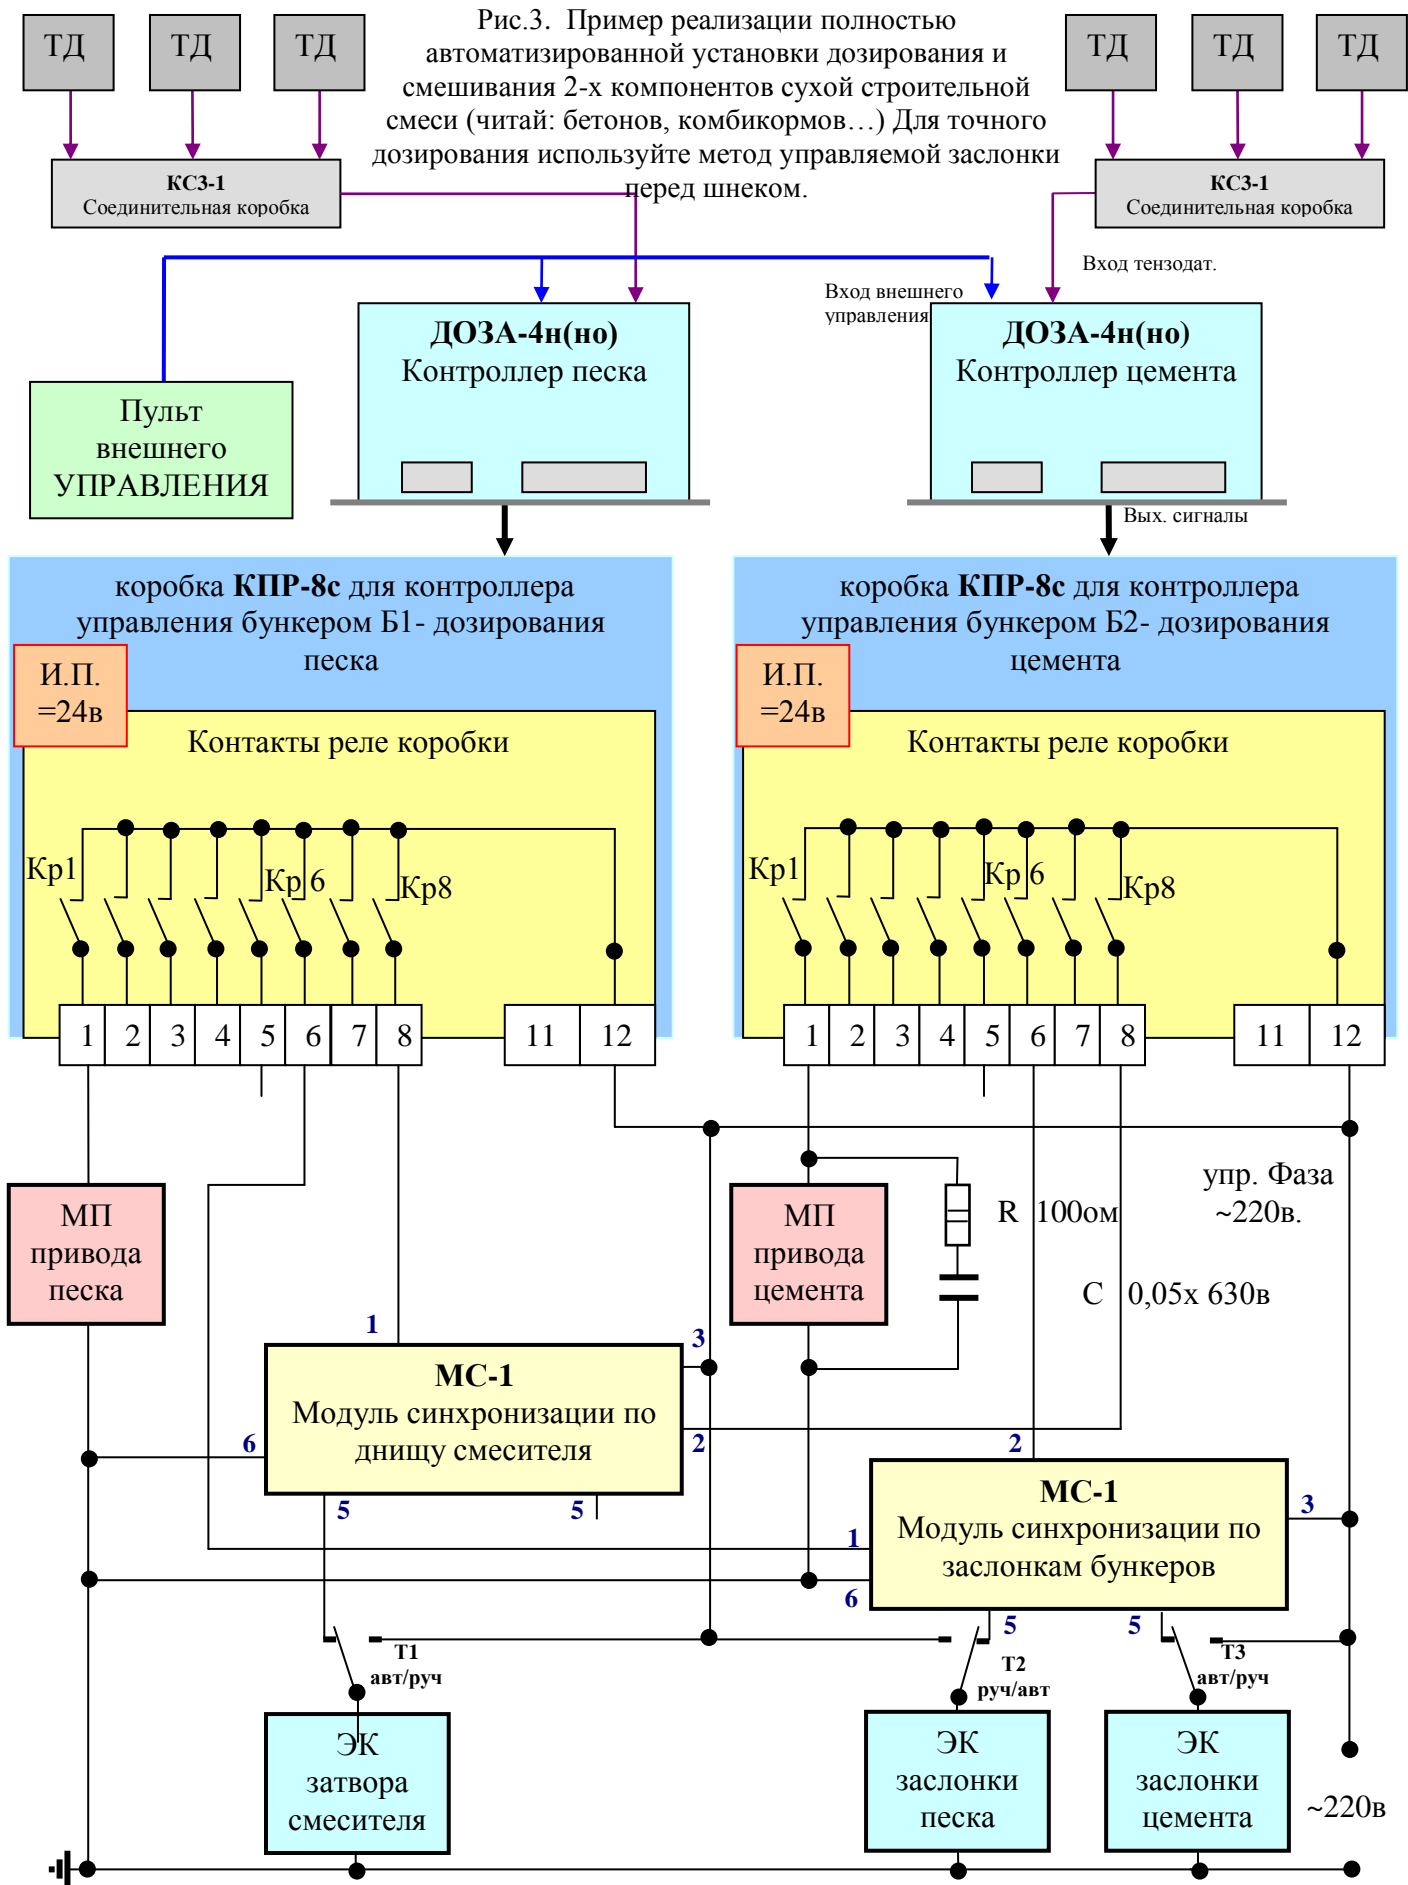 ТД
ТД
ТД
Рис.3. Пример реализации полностью
автоматизированной установки дозирования и
смешивания 2-х компонентов сухой строительной
смеси (читай: бетонов, комбикормов…) Для точного
дозирования используйте метод управляемой заслонки
перед шнеком.
ТД
ТД
ТД
КС3-1
Соединительная коробка
КС3-1
Соединительная коробка
Вход тензодат.
Вход внешнего
управления
ДОЗА-4н(но)
Контроллер песка
ДОЗА-4н(но)
Контроллер цемента
Пульт
внешнего
УПРАВЛЕНИЯ
Вых. сигналы
коробка КПР-8с для контроллера
управления бункером Б1- дозирования
песка
И.П.
=24в
Контакты реле коробки
Кр1
Кр 6
Кр8
1 2 3 4 5 6 7 8 11 12
коробка КПР-8с для контроллера
управления бункером Б2- дозирования
цемента
И.П.
=24в
Контакты реле коробки
Кр1
Кр 6
Кр8
1 2 3 4 5 6 7 8 11 12
МП
привода
песка
МП
привода
цемента
R 100ом
С 0,05х 630в
упр. Фаза
~220в.
1
3
МС-1
Модуль синхронизации по
днищу смесителя
6
2
5
5
2
МС-1
Модуль синхронизации по
заслонкам бункеров
3
1
6
5
5
Т1
авт/руч
Т2
руч/авт
Т3
авт/руч
ЭК
затвора
смесителя
ЭК
заслонки
песка
ЭК
заслонки
цемента
~220в